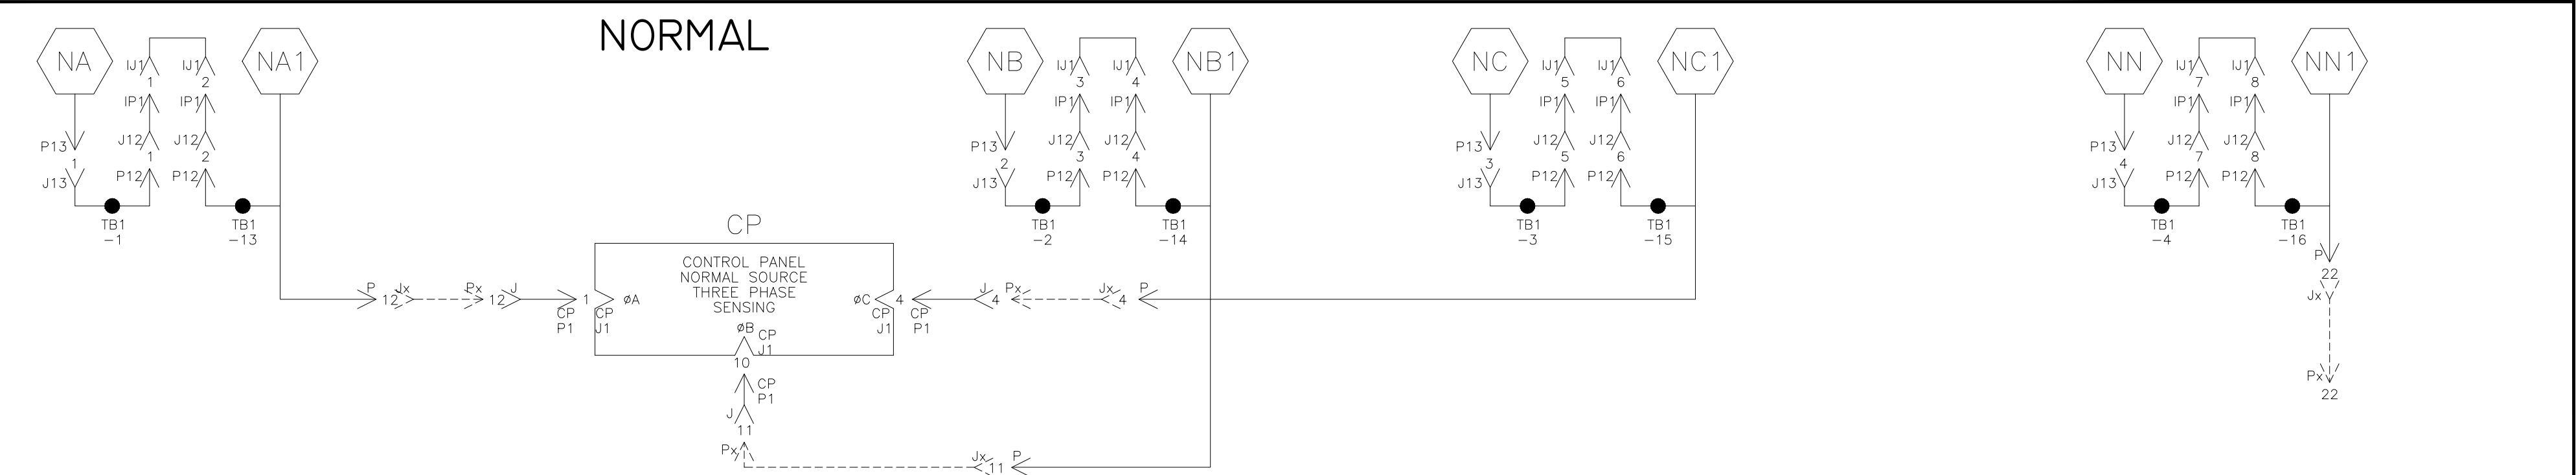 NORMAL
NA
NA1
NB
NB1
NC
NC1
NN
NN1
IJ1
1
IJ1
2
IP1
IP1
J12
1
J12
2
P13
1
J13
P12
P12
TB1
-1
TB1
-13
IJ1
3
IJ1
4
IP1
IP1
J12
3
J12
4
P13
2
J13
P12
P12
TB1
-2
TB1
-14
IJ1
5
IJ1
6
IP1
IP1
J12
5
J12
6
P13
3
J13
P12
P12
TB1
-3
TB1
-15
IJ1
7
IJ1
8
IP1
IP1
J12
7
J12
8
P13
4
J13
P12
P12
TB1
-4
TB1
-16
P
22
Jx
Px
22
CP
CONTROL PANEL
NORMAL SOURCE
THREE PHASE
SENSING
P
12
Jx
Px
12
J
1
øA
CP
P1
CP
J1
øC
4
CP
J1
CP
P1
J
4
Px
Jx
4
P
øB
CP
J1
10
CP
P1
J
11
Px
Jx
11
P